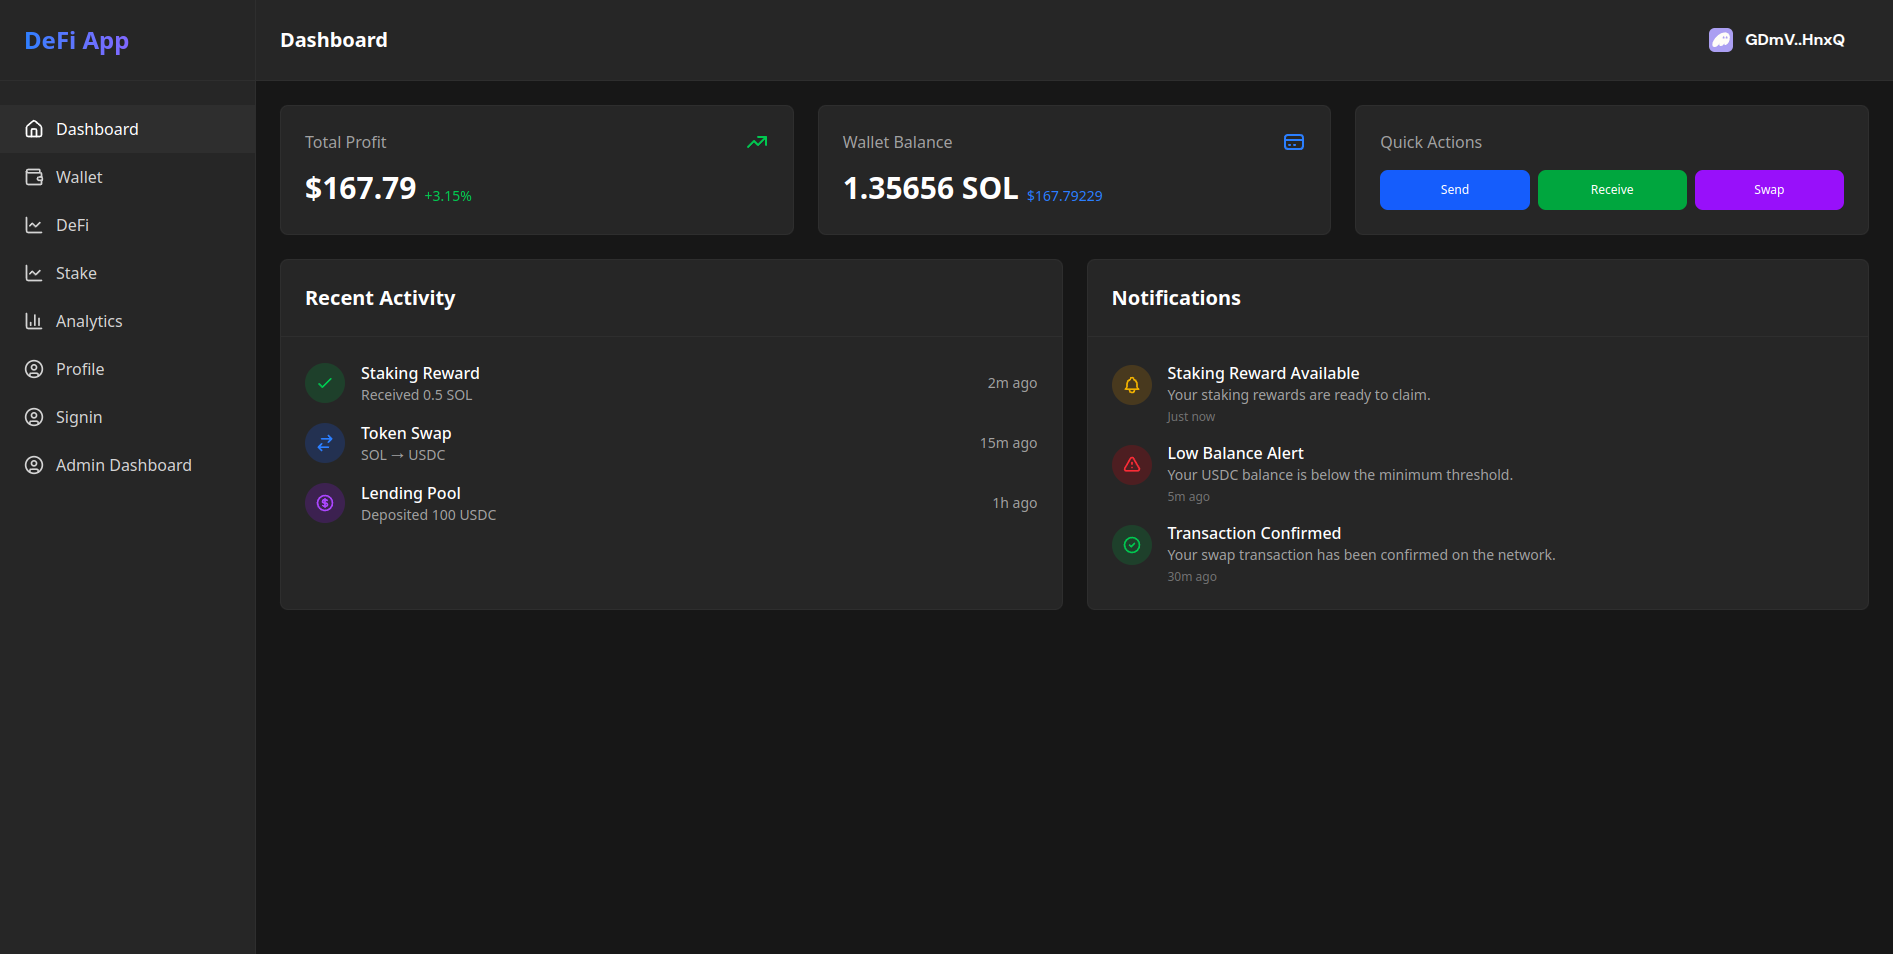 DeFi App
Dashboard
GDmV..HnxQ
Dashboard
Wallet
DeFi
Stake
Analytics
Profile
Signin
Admin Dashboard
Total Profit
$167.79 +3.15%
Wallet Balance
1.35656 SOL $167.79229
Quick Actions
Send
Receive
Swap
Recent Activity
Staking Reward
Received 0.5 SOL
2m ago
Token Swap
SOL → USDC
15m ago
Lending Pool
Deposited 100 USDC
1h ago
Notifications
Staking Reward Available
Your staking rewards are ready to claim.
Just now
Low Balance Alert
Your USDC balance is below the minimum threshold.
5m ago
Transaction Confirmed
Your swap transaction has been confirmed on the network.
30m ago